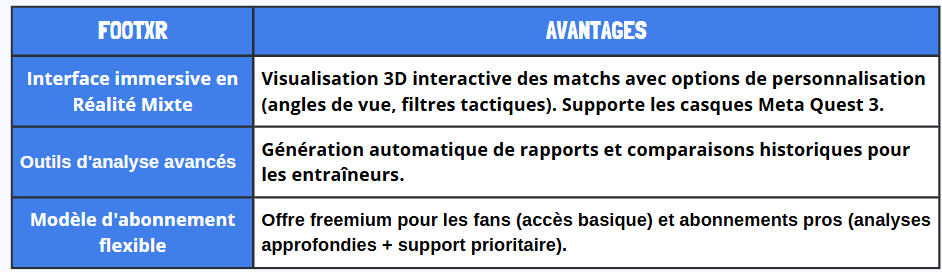 FOOTXR
AVANTAGES
Interface immersive en
Réalité Mixte
Visualisation 3D interactive des matchs avec options de personnalisation
(angles de vue, filtres tactiques). Supporte les casques Meta Quest 3.
Outils d'analyse avancés
Génération automatique de rapports et comparaisons historiques pour
les entraîneurs.
Modèle d'abonnement
flexible
Offre freemium pour les fans (accès basique) et abonnements pros (analyses
approfondies + support prioritaire).